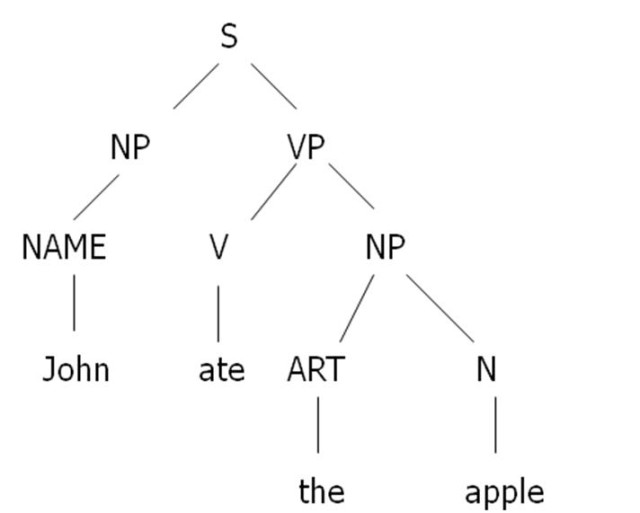 S
NP VP
NAME V NP
John ate ART N
the apple